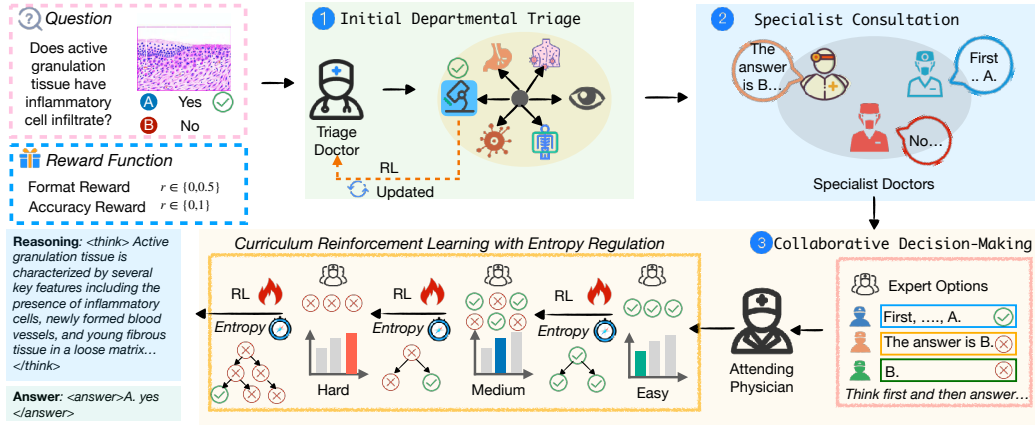 Question
Does active
granulation
tissue have
inflammatory
cell infiltrate?
A Yes
B No
Reward Function
Format Reward r ∈ {0,0.5}
Accuracy Reward r ∈ {0,1}
1 Initial Departmental Triage
Triage
Doctor
RL
Updated
2 Specialist Consultation
The
answer
is B...
First
.. A.
No...
Specialist Doctors
3 Collaborative Decision-Making
Expert Options
First, ...., A.
The answer is B.
B.
Think first and then answer...
Attending
Physician
Curriculum Reinforcement Learning with Entropy Regulation
RL
Entropy
Easy
RL
Entropy
Medium
RL
Entropy
Hard
Reasoning: <think> Active
granulation tissue is
characterized by several
key features including the
presence of inflammatory
cells, newly formed blood
vessels, and young fibrous
tissue in a loose matrix...
</think>
Answer: <answer>A. yes
</answer>